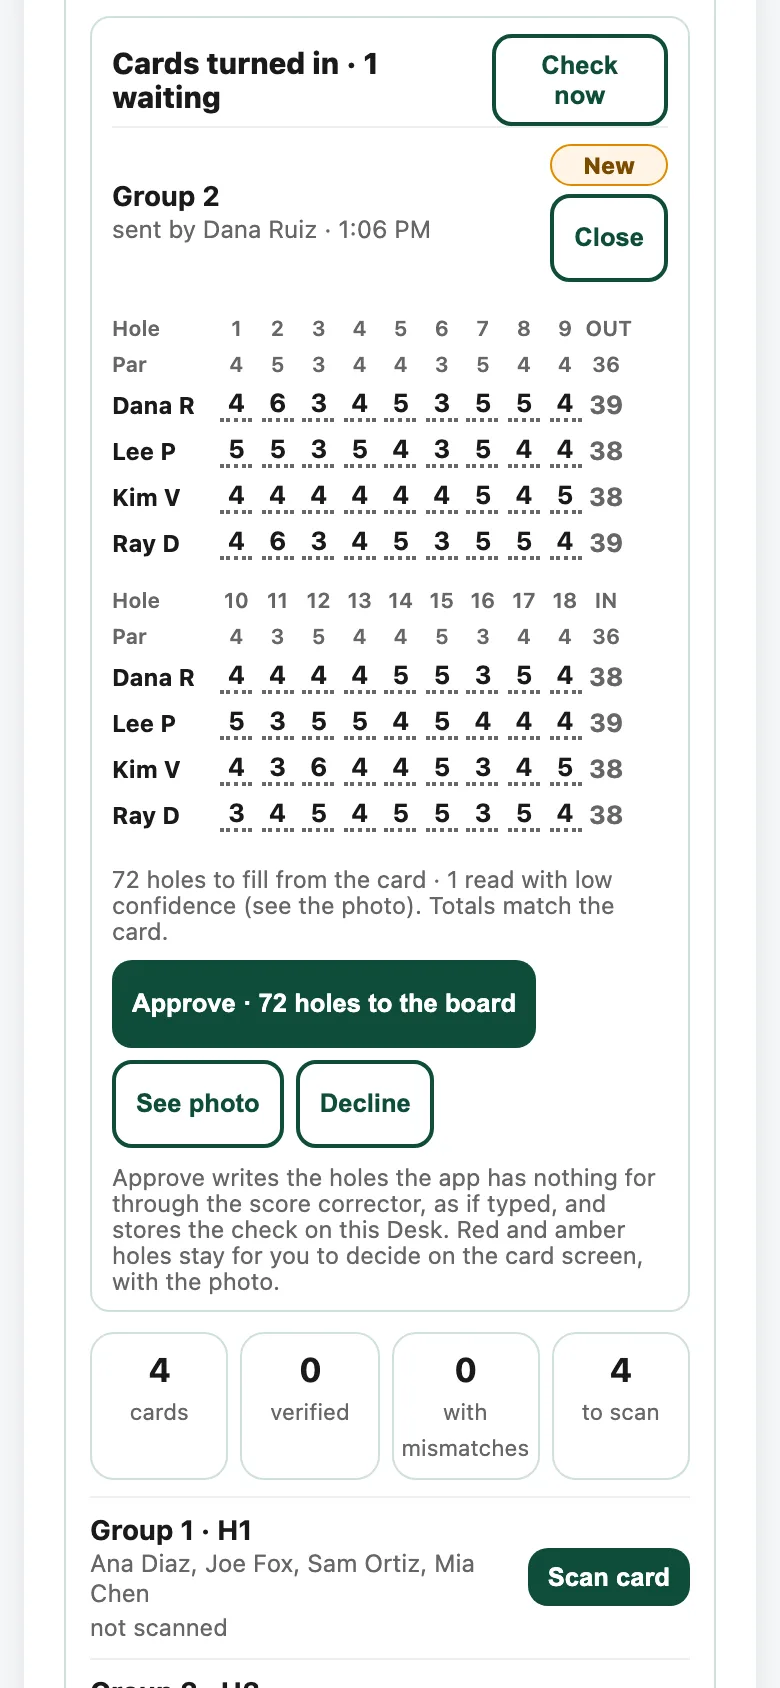 Cards turned in · 1
waiting
Check
now
New
Group 2
sent by Dana Ruiz · 1:06 PM
Close
Hole 1 2 3 4 5 6 7 8 9 OUT
Par 4 5 3 4 4 3 5 4 4 36
Dana R 4 6 3 4 5 3 5 5 4 39
Lee P 5 5 3 5 4 3 5 4 4 38
Kim V 4 4 4 4 4 4 5 4 5 38
Ray D 4 6 3 4 5 3 5 5 4 39
Hole 10 11 12 13 14 15 16 17 18 IN
Par 4 3 5 4 4 5 3 4 4 36
Dana R 4 4 4 4 5 5 3 5 4 38
Lee P 5 3 5 5 4 5 4 4 4 39
Kim V 4 3 6 4 4 5 3 4 5 38
Ray D 3 4 5 4 5 5 3 5 4 38
72 holes to fill from the card · 1 read with low
confidence (see the photo). Totals match the
card.
Approve · 72 holes to the board
See photo
Decline
Approve writes the holes the app has nothing for
through the score corrector, as if typed, and
stores the check on this Desk. Red and amber
holes stay for you to decide on the card screen,
with the photo.
4
cards
0
verified
0
with
mismatches
4
to scan
Group 1 · H1
Ana Diaz, Joe Fox, Sam Ortiz, Mia
Chen
not scanned
Scan card